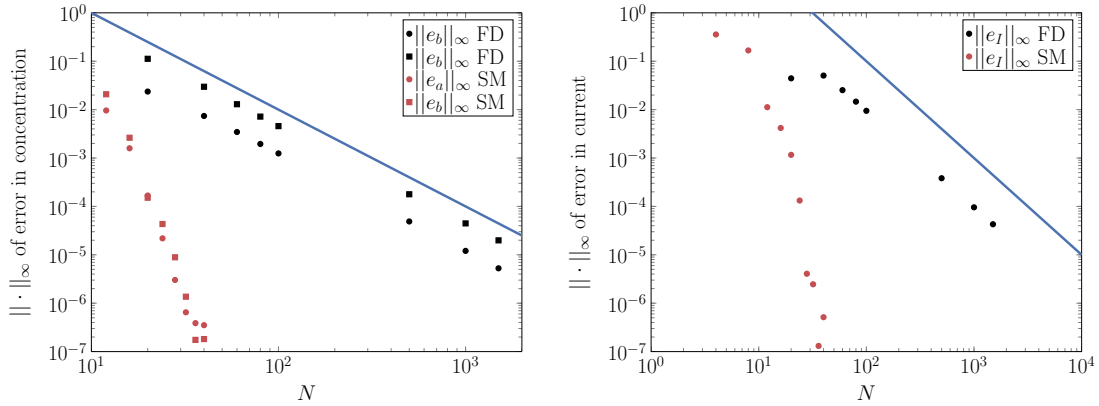 || · ||∞ of error in concentration
10^0
10^−1
10^−2
10^−3
10^−4
10^−5
10^−6
10^−7
||e_b||∞ FD
||e_b||∞ FD
||e_a||∞ SM
||e_b||∞ SM
10^1 10^2 10^3
N
|| · ||∞ of error in current
10^0
10^−1
10^−2
10^−3
10^−4
10^−5
10^−6
10^−7
||e_I||∞ FD
||e_I||∞ SM
10^0 10^1 10^2 10^3 10^4
N